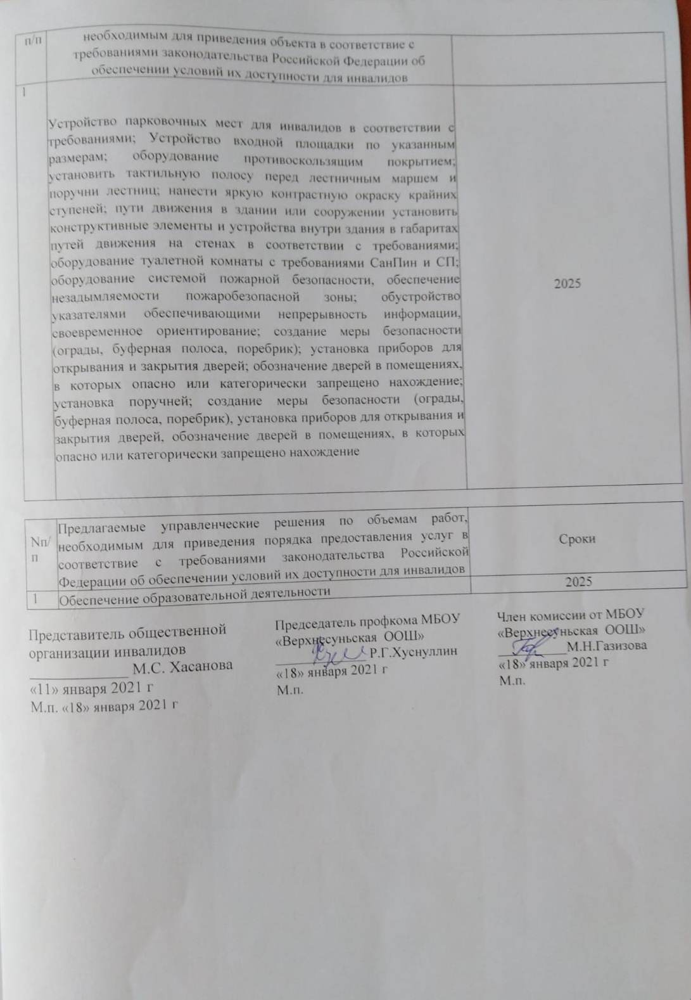 п/п
необходимым для приведения объекта в соответствие с
требованиями законодательства Российской Федерации об
обеспечении условий их доступности для инвалидов
1
Устройство парковочных мест для инвалидов в соответствии с
требованиями; Устройство входной площадки по указанным
размерам; оборудование противоскользящим покрытием;
установить тактильную полосу перед лестничным маршем и
поручни лестниц; нанести яркую контрастную окраску крайних
ступеней; пути движения в здании или сооружении установить
конструктивные элементы и устройства внутри здания в габаритах
путей движения на стенах в соответствии с требованиями;
оборудование туалетной комнаты с требованиями СанПин и СП;
оборудование системой пожарной безопасности, обеспечение
незадымляемости пожаробезопасной зоны; обустройство
указателями обеспечивающими непрерывность информации,
своевременное ориентирование; создание меры безопасности
(ограды, буферная полоса, поребрик); установка приборов для
открывания и закрытия дверей; обозначение дверей в помещениях,
в которых опасно или категорически запрещено нахождение;
установка поручней; создание меры безопасности (ограды,
буферная полоса, поребрик), установка приборов для открывания и
закрытия дверей, обозначение дверей в помещениях, в которых
опасно или категорически запрещено нахождение
2025
Nп/
п
Предлагаемые управленческие решения по объемам работ,
необходимым для приведения порядка предоставления услуг в
соответствие с требованиями законодательства Российской
Федерации об обеспечении условий их доступности для инвалидов
Сроки
1
Обеспечение образовательной деятельности
2025
Представитель общественной
организации инвалидов
М.С. Хасанова
«11» января 2021 г
М.п. «18» января 2021 г
Председатель профкома МБОУ
«Верхнесуньская ООШ»
Р.Г.Хуснуллин
«18» января 2021 г
М.п.
Член комиссии от МБОУ
«Верхнесуньская ООШ»
М.Н.Газизова
«18» января 2021 г
М.п.